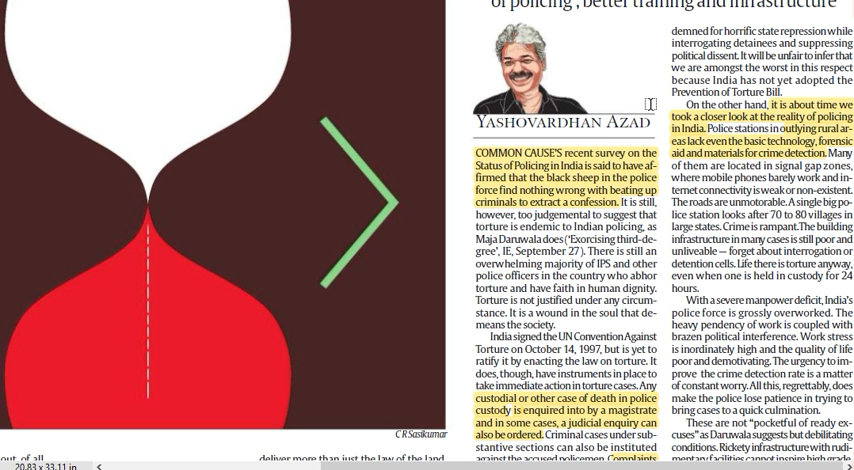 of policing', better training and infrastructure
YASHOVARDHAN AZAD
COMMON CAUSE'S recent survey on the
Status of Policing in India is said to have af-
firmed that the black sheep in the police
force find nothing wrong with beating up
criminals to extract a confession. It is still,
however, too judgemental to suggest that
torture is endemic to Indian policing, as
Maja Daruwala does ('Exorcising third-de-
gree', IE, September 27). There is still an
overwhelming majority of IPS and other
police officers in the country who abhor
torture and have faith in human dignity.
Torture is not justified under any circum-
stance. It is a wound in the soul that de-
means the society.
India signed the UN Convention Against
Torture on October 14, 1997, but is yet to
ratify it by enacting the law on torture. It
does, though, have instruments in place to
take immediate action in torture cases. Any
custodial or other case of death in police
custody is enquired into by a magistrate
and in some cases, a judicial enquiry can
also be ordered. Criminal cases under sub-
stantive sections can also be instituted
against the accused policemen. Complaints
demned for horrific state repression while
interrogating detainees and suppressing
political dissent. It will be unfair to infer that
we are amongst the worst in this respect
because India has not yet adopted the
Prevention of Torture Bill.
On the other hand, it is about time we
took a closer look at the reality of policing
in India. Police stations in outlying rural ar-
eas lack even the basic technology, forensic
aid and materials for crime detection. Many
of them are located in signal gap zones,
where mobile phones barely work and in-
ternet connectivity is weak or non-existent.
The roads are unmotorable. A single big po-
lice station looks after 70 to 80 villages in
large states. Crime is rampant. The building
infrastructure in many cases is still poor and
unliveable — forget about interrogation or
detention cells. Life there is torture anyway,
even when one is held in custody for 24
hours.
With a severe manpower deficit, India's
police force is grossly overworked. The
heavy pendency of work is coupled with
brazen political interference. Work stress
is inordinately high and the quality of life
poor and demotivating. The urgency to im-
prove the crime detection rate is a matter
of constant worry. All this, regrettably, does
make the police lose patience in trying to
bring cases to a quick culmination.
These are not "pocketful of ready ex-
cuses" as Daruwala suggests but debilitating
conditions. Rickety infrastructure with rudi-
mentary facilities cannot inspire high grade
C R Sasikumar
out, of all
deliver more than just the law of the land
20.83 x 33.11 in